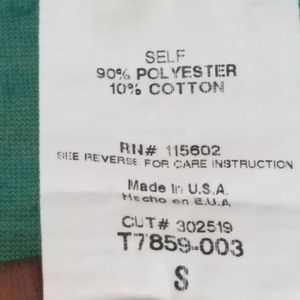 SELF
90% POLYESTER
10% COTTON
RN# 115602
SEE REVERSE FOR CARE INSTRUCTION
Made In U.S.A.
Hecho en E.U.A
CUT# 302519
T7859-003
S